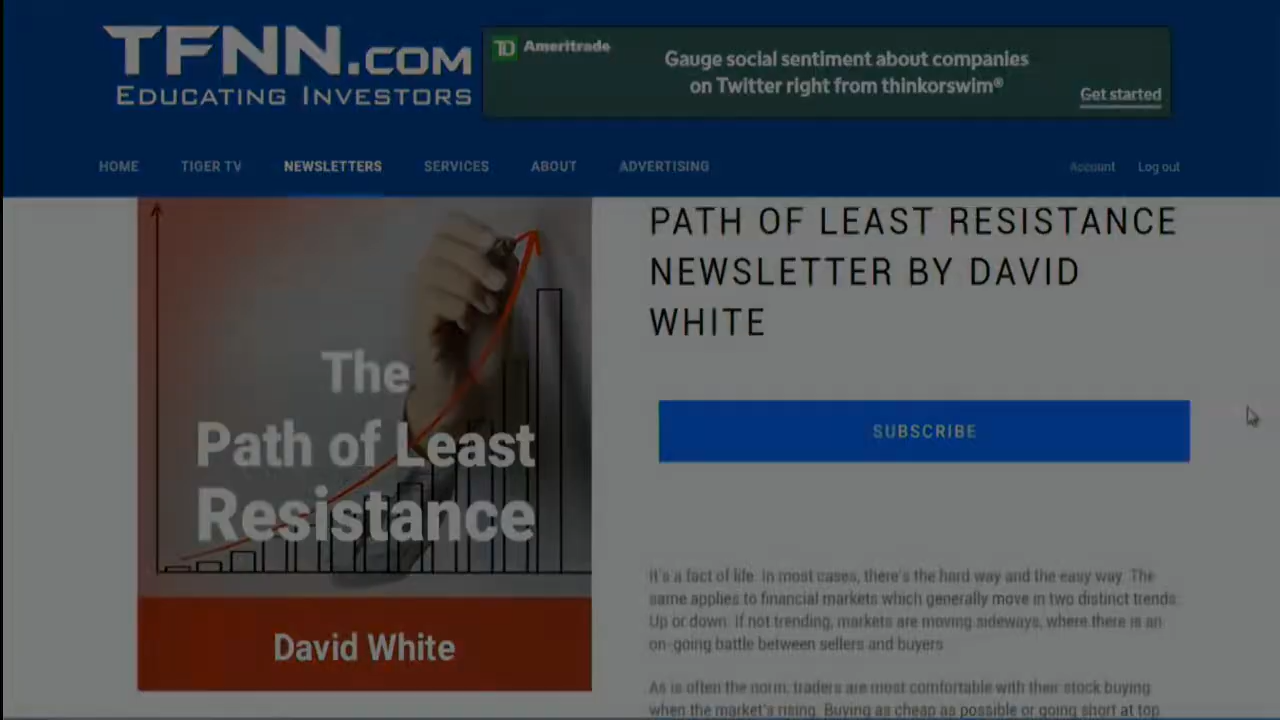 TFNN.COM
EDUCATING INVESTORS
TD Ameritrade
Gauge social sentiment about companies
on Twitter right from thinkorswim®
Get started
HOME TIGER TV NEWSLETTERS SERVICES ABOUT ADVERTISING Account Log out
PATH OF LEAST RESISTANCE
NEWSLETTER BY DAVID
WHITE
The
Path of Least
Resistance
David White
SUBSCRIBE
It's a fact of life. In most cases, there's the hard way and the easy way. The
same applies to financial markets which generally move in two distinct trends.
Up or down. If not trending, markets are moving sideways, where there is an
on-going battle between sellers and buyers.
As is often the norm, traders are most comfortable with their stock buying
when the market's rising. Buying as cheap as possible or going short at top